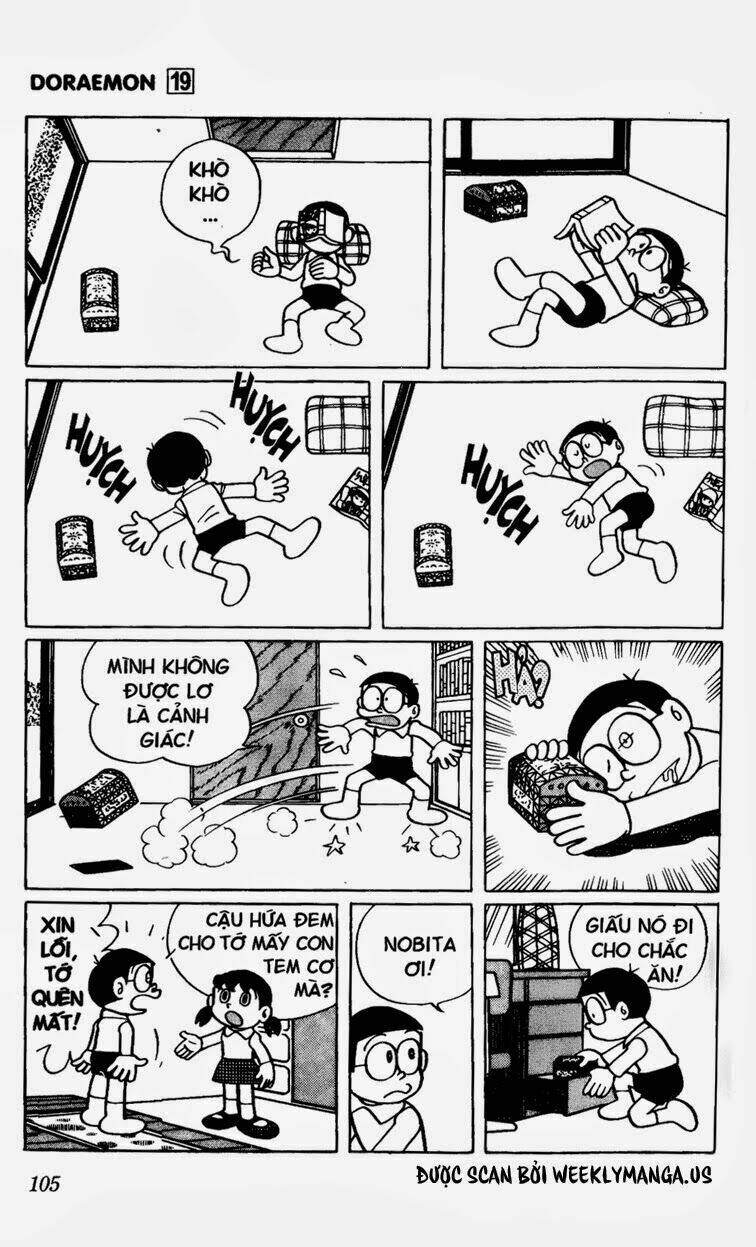 DORAEMON 19
KHÒ
KHÒ
...
HUỴCH
HUỴCH
HUỴCH
HẢ?
MÌNH KHÔNG
ĐƯỢC LƠ
LÀ CẢNH
GIÁC!
GIẤU NÓ ĐI
CHO CHẮC
ĂN!
NOBITA
ƠI!
CẬU HỨA ĐEM
CHO TỚ MẤY CON
TEM CƠ
MÀ?
XIN
LỖI,
TỚ
QUÊN
MẤT!
105
ĐƯỢC SCAN BỞI WEEKLYMANGA.US